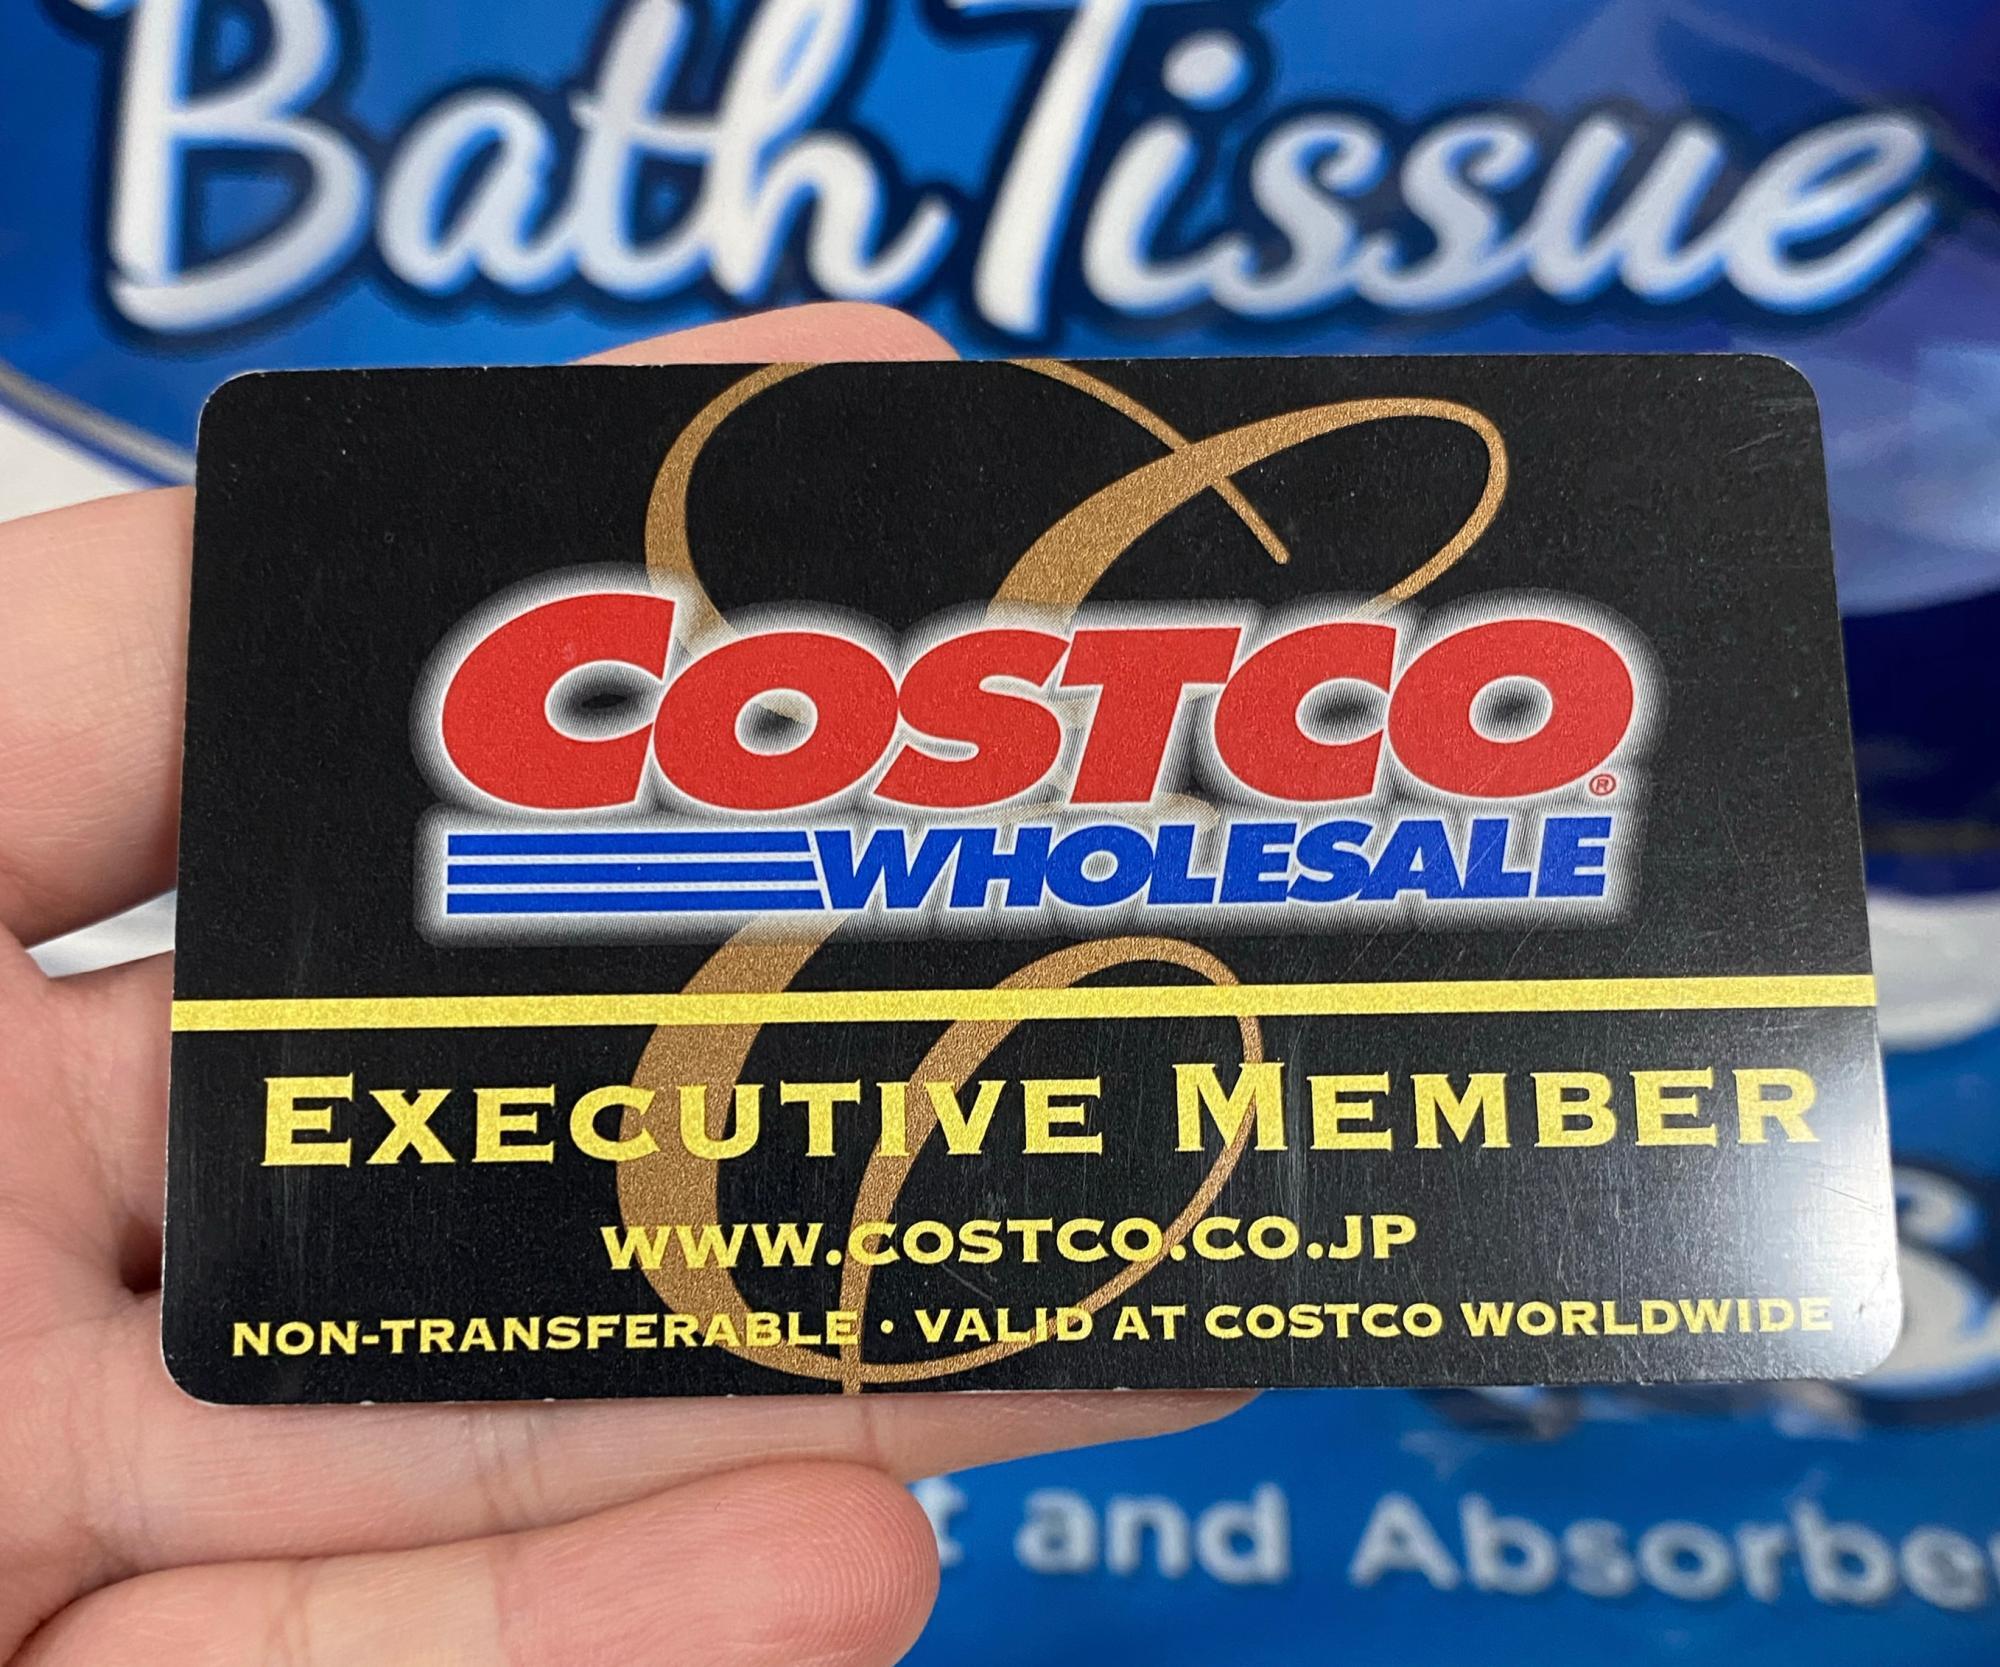 Bath Tissue
COSTCO®
WHOLESALE
EXECUTIVE MEMBER
WWW.COSTCO.CO.JP
NON-TRANSFERABLE • VALID AT COSTCO WORLDWIDE
and